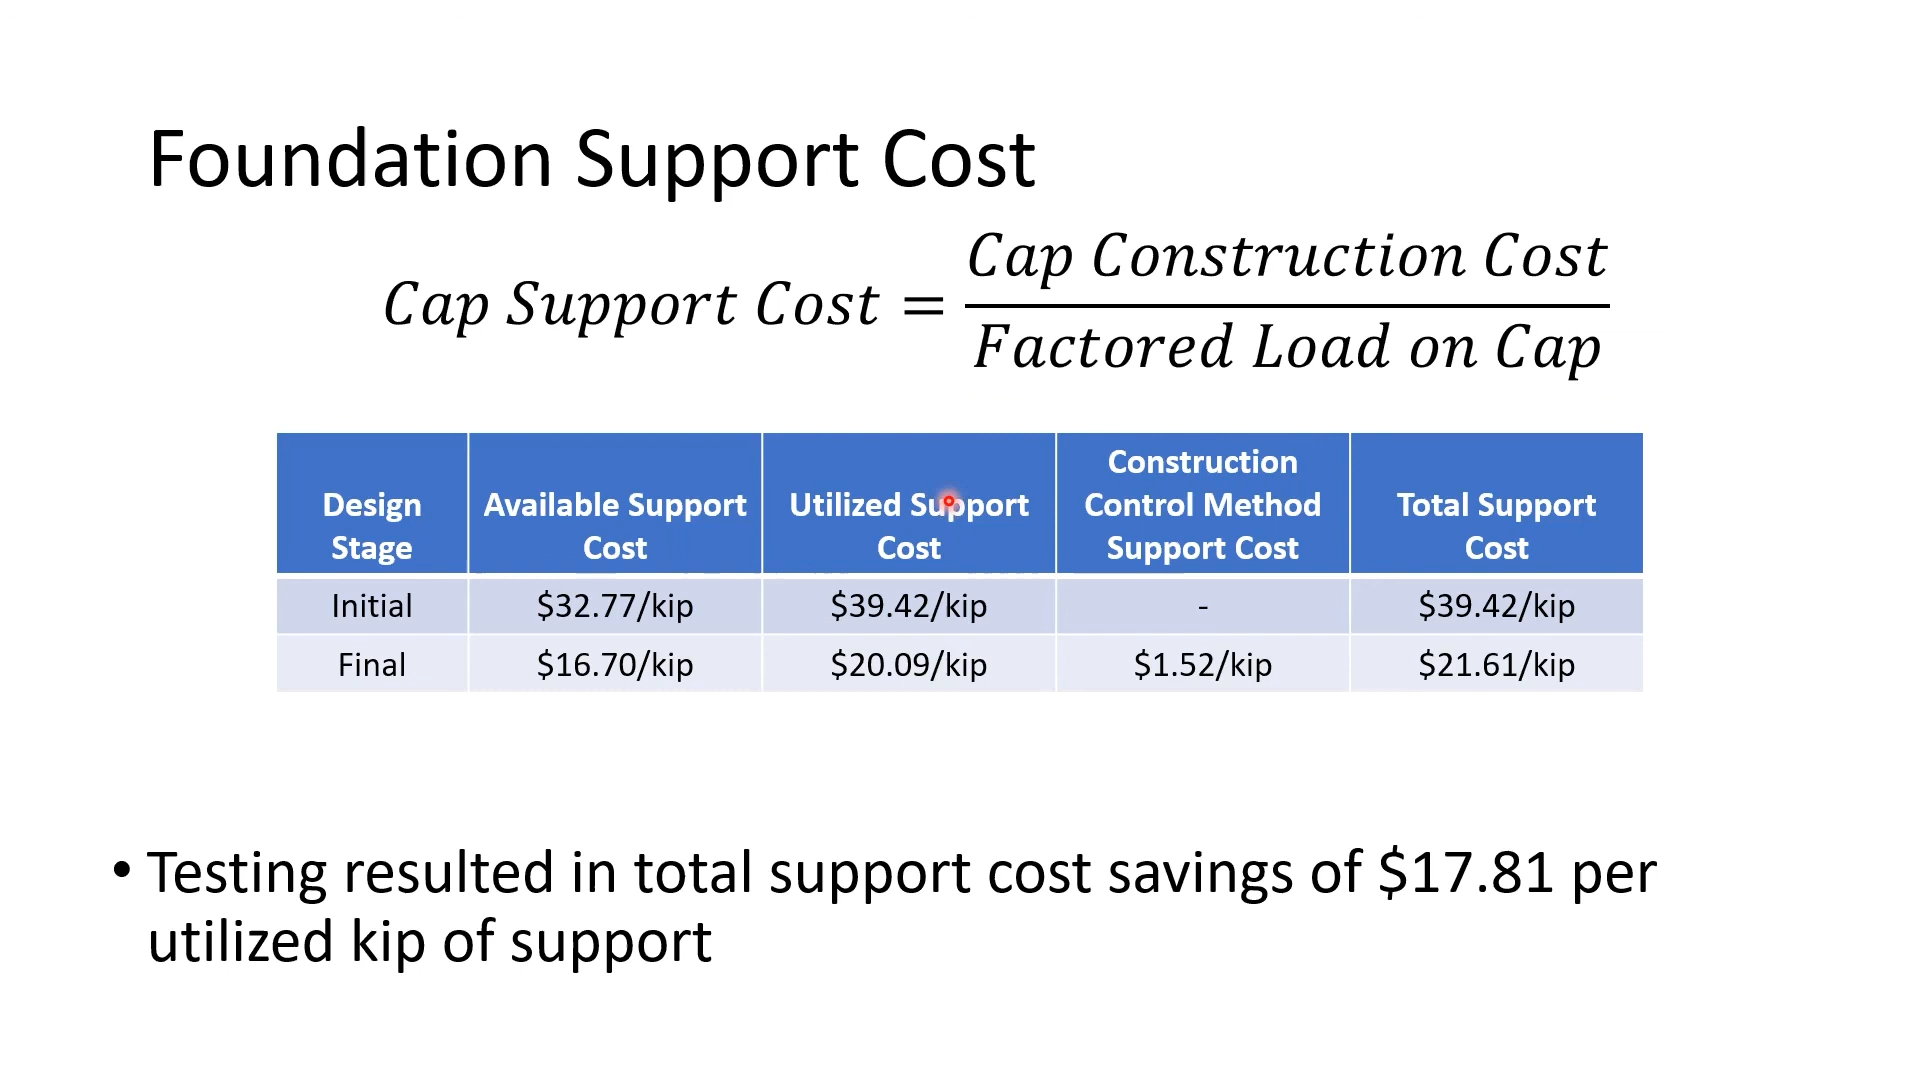 Foundation Support Cost
Cap Support Cost = Cap Construction Cost / Factored Load on Cap
Design Stage | Available Support Cost | Utilized Support Cost | Construction Control Method Support Cost | Total Support Cost
Initial | $32.77/kip | $39.42/kip | - | $39.42/kip
Final | $16.70/kip | $20.09/kip | $1.52/kip | $21.61/kip
• Testing resulted in total support cost savings of $17.81 per
utilized kip of support